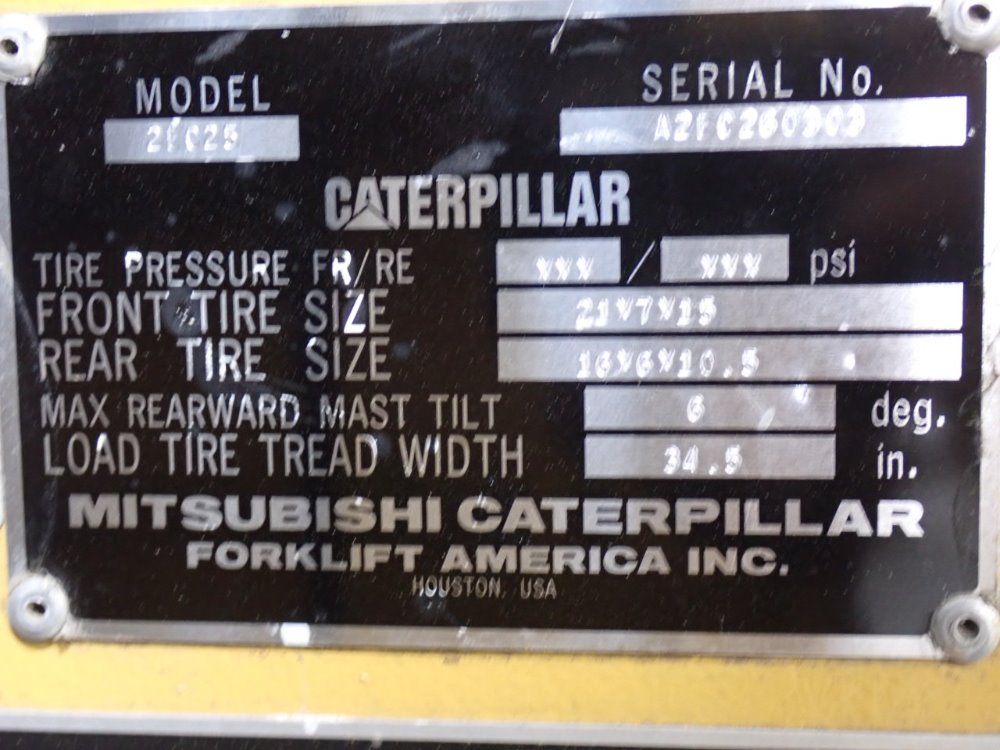 MODEL SERIAL No.
CATERPILLAR
TIRE PRESSURE FR/RE XXX / XXX psi
FRONT TIRE SIZE 21X7X15
REAR TIRE SIZE 16X6X10.5
MAX REARWARD MAST TILT 6 deg.
LOAD TIRE TREAD WIDTH 34.5 in.
MITSUBISHI CATERPILLAR
FORKLIFT AMERICA INC.
HOUSTON, USA